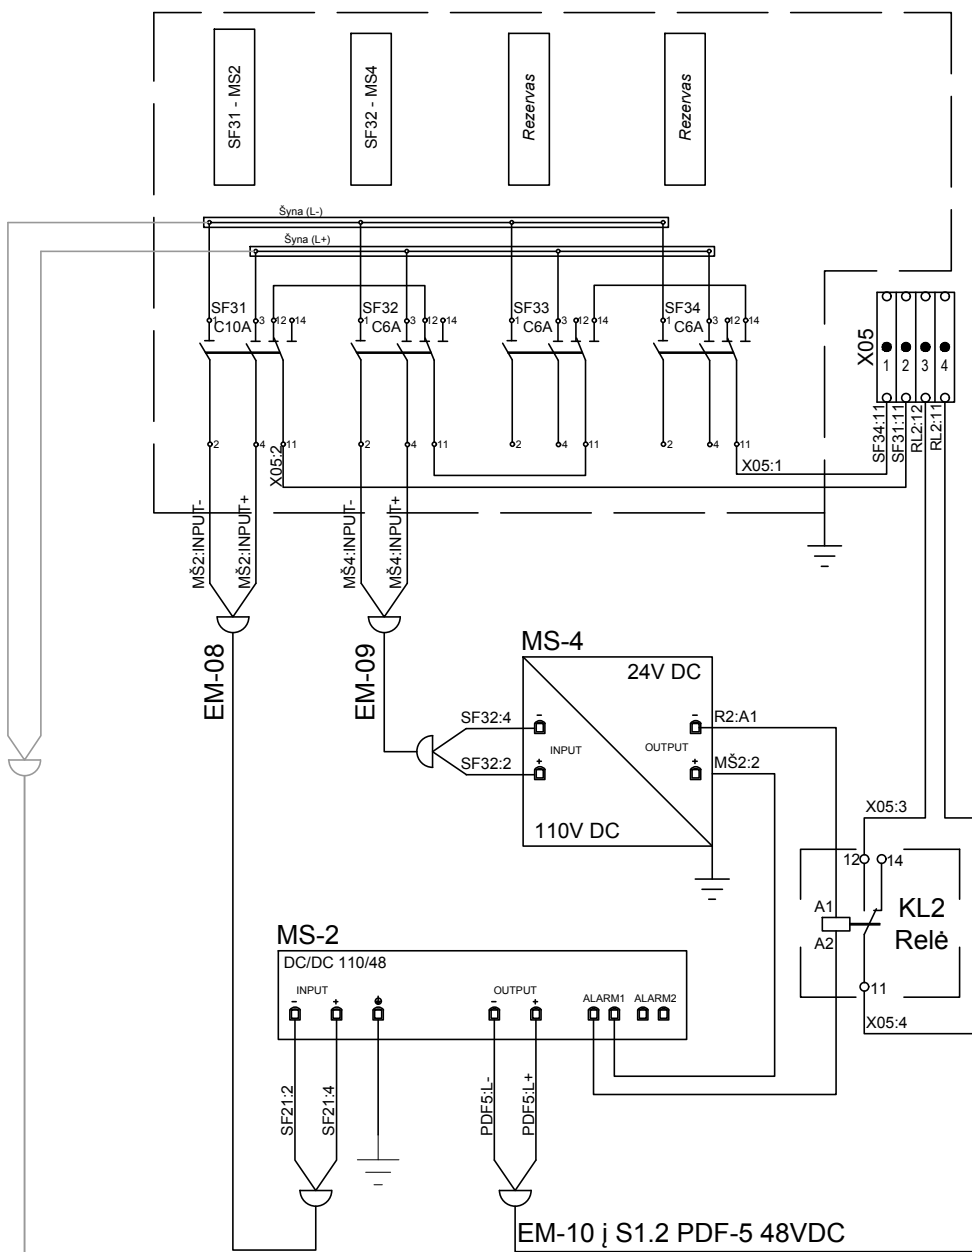 SF31 - MS2
SF32 - MS4
Rezervas
Rezervas
Šyna (L-)
Šyna (L+)
SF31
C10A
1
3
12
14
SF32
C6A
1
3
12
14
SF33
C6A
1
3
12
14
SF34
C6A
1
3
12
14
X05
1
2
3
4
SF34:11
SF31:11
RL2:12
RL2:11
2
4
11
2
4
11
2
4
11
2
4
11
X05:2
X05:1
MŠ2:INPUT-
MŠ2:INPUT+
MŠ4:INPUT-
MŠ4:INPUT+
EM-08
EM-09
MS-4
24V DC
SF32:4
SF32:2
-
INPUT
+
-
OUTPUT
+
R2:A1
MŠ2:2
110V DC
X05:3
12
14
A1
A2
KL2
Relė
11
X05:4
MS-2
DC/DC 110/48
INPUT
-
+
OUTPUT
-
+
ALARM1
ALARM2
SF21:2
SF21:4
PDF5:L-
PDF5:L+
EM-10 į S1.2 PDF-5 48VDC